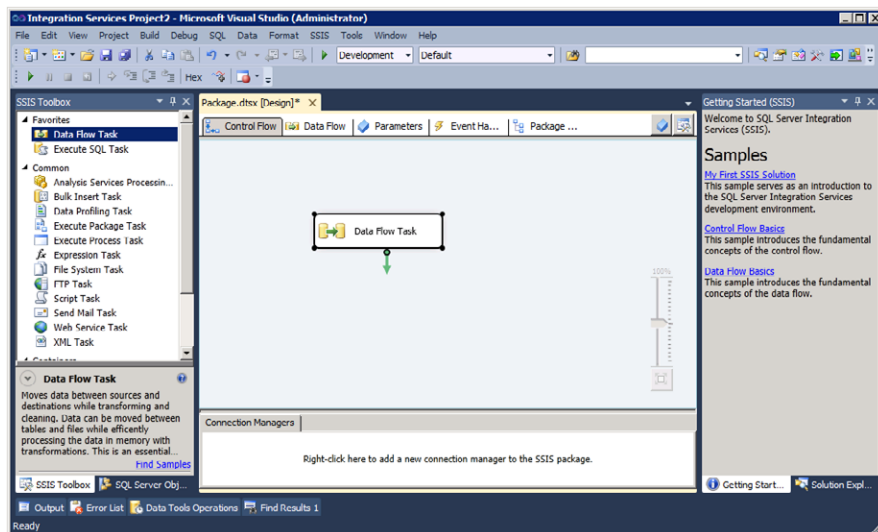 Integration Services Project2 - Microsoft Visual Studio (Administrator)
File Edit View Project Build Debug SQL Data Format SSIS Tools Window Help
Development Default
Hex
SSIS Toolbox
Favorites
Data Flow Task
Execute SQL Task
Common
Analysis Services Processin...
Bulk Insert Task
Data Profiling Task
Execute Package Task
Execute Process Task
Expression Task
File System Task
FTP Task
Script Task
Send Mail Task
Web Service Task
XML Task
Containers
Data Flow Task
Moves data between sources and
destinations while transforming and
cleaning. Data can be moved between
tables and files while efficently
processing the data in memory with
transformations. This is an essential...
Find Samples
SSIS Toolbox SQL Server Obj...
Package.dtsx [Design]*
Control Flow Data Flow Parameters Event Ha... Package ...
Data Flow Task
100%
Connection Managers
Right-click here to add a new connection manager to the SSIS package.
Getting Started (SSIS)
Welcome to SQL Server Integration
Services (SSIS).
Samples
My First SSIS Solution
This sample serves as an introduction to
the SQL Server Integration Services
development environment.
Control Flow Basics
This sample introduces the fundamental
concepts of the control flow.
Data Flow Basics
This sample introduces the fundamental
concepts of the data flow.
Getting Start... Solution Expl...
Output Error List Data Tools Operations Find Results 1
Ready